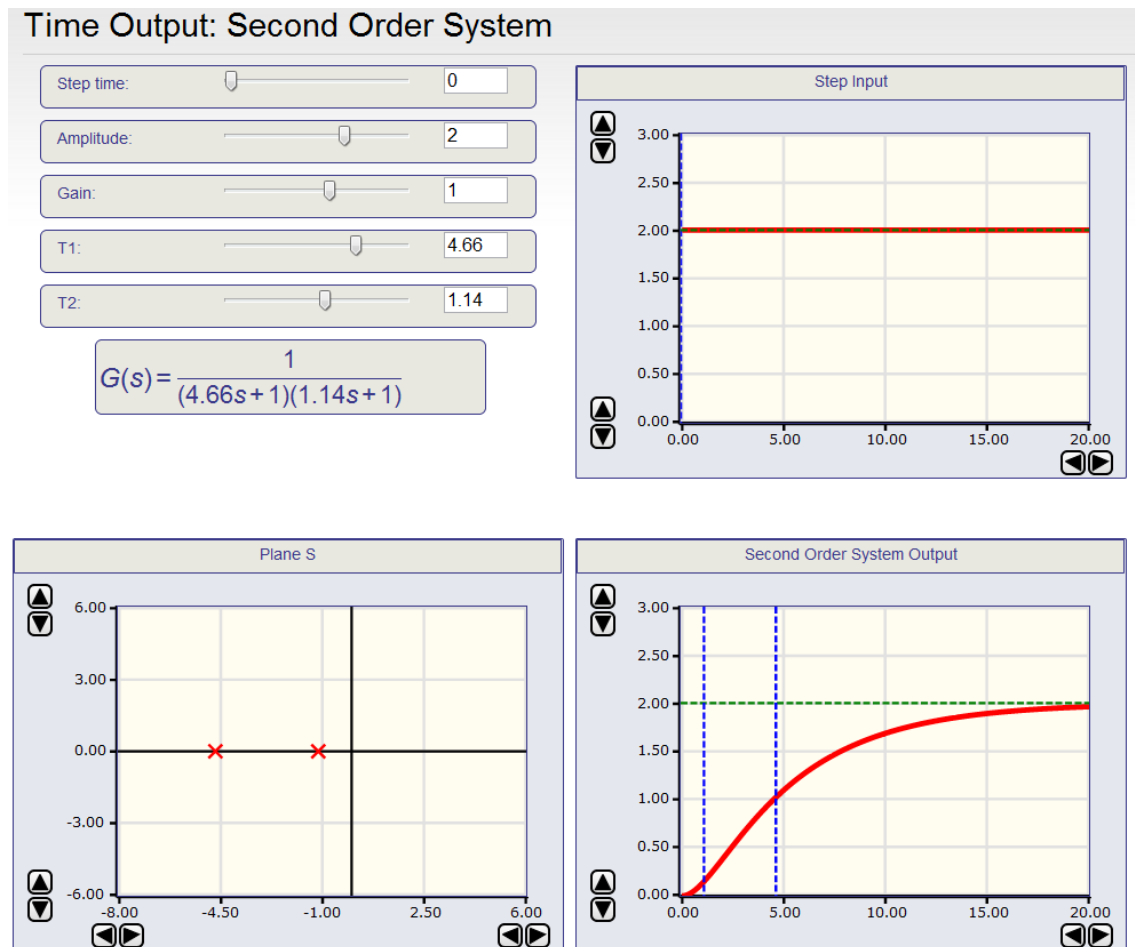 Time Output: Second Order System
Step time: 0
Amplitude: 2
Gain: 1
T1: 4.66
T2: 1.14
G(s) = 1
(4.66s+1)(1.14s+1)
Step Input
3.00
2.50
2.00
1.50
1.00
0.50
0.00
0.00 5.00 10.00 15.00 20.00
Plane S
6.00
3.00
0.00
-3.00
-6.00
-8.00 -4.50 -1.00 2.50 6.00
Second Order System Output
3.00
2.50
2.00
1.50
1.00
0.50
0.00
0.00 5.00 10.00 15.00 20.00